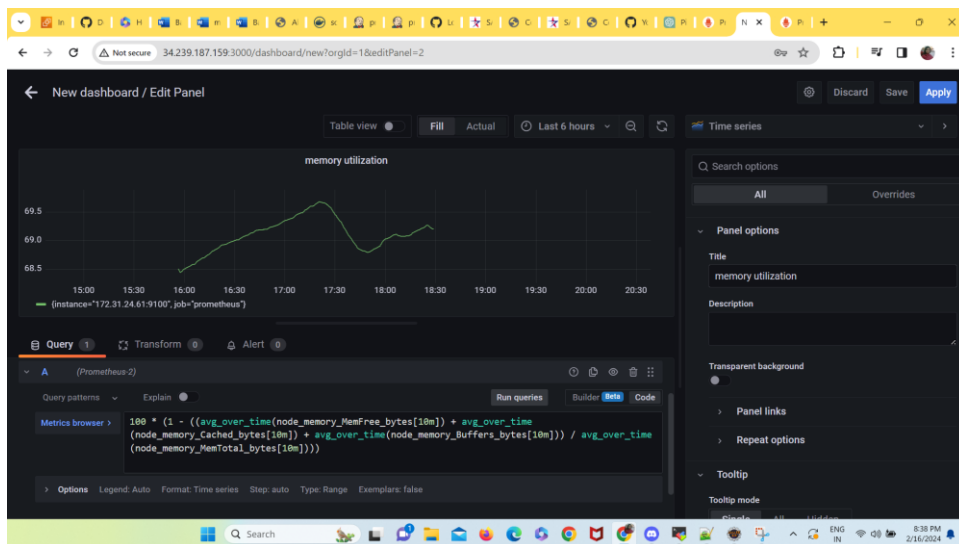 Not secure 34.239.187.159:3000/dashboard/new?orgId=1&editPanel=2
New dashboard / Edit Panel
Discard Save Apply
Table view Fill Actual Last 6 hours
Time series
memory utilization
69.5
69.0
68.5
15:00 15:30 16:00 16:30 17:00 17:30 18:00 18:30 19:00 19:30 20:00 20:30
{instance="172.31.24.61:9100", job="prometheus"}
Query 1 Transform 0 Alert 0
A (Prometheus-2)
Query patterns Explain Run queries Builder Beta Code
Metrics browser >
100 * (1 - ((avg_over_time(node_memory_MemFree_bytes[10m]) + avg_over_time
(node_memory_Cached_bytes[10m]) + avg_over_time(node_memory_Buffers_bytes[10m])) / avg_over_time
(node_memory_MemTotal_bytes[10m])))
> Options Legend: Auto Format: Time series Step: auto Type: Range Exemplars: false
Search options
All Overrides
Panel options
Title
memory utilization
Description
Transparent background
Panel links
Repeat options
Tooltip
Tooltip mode
Single All Hidden
Search
ENG
IN
8:38 PM
2/16/2024